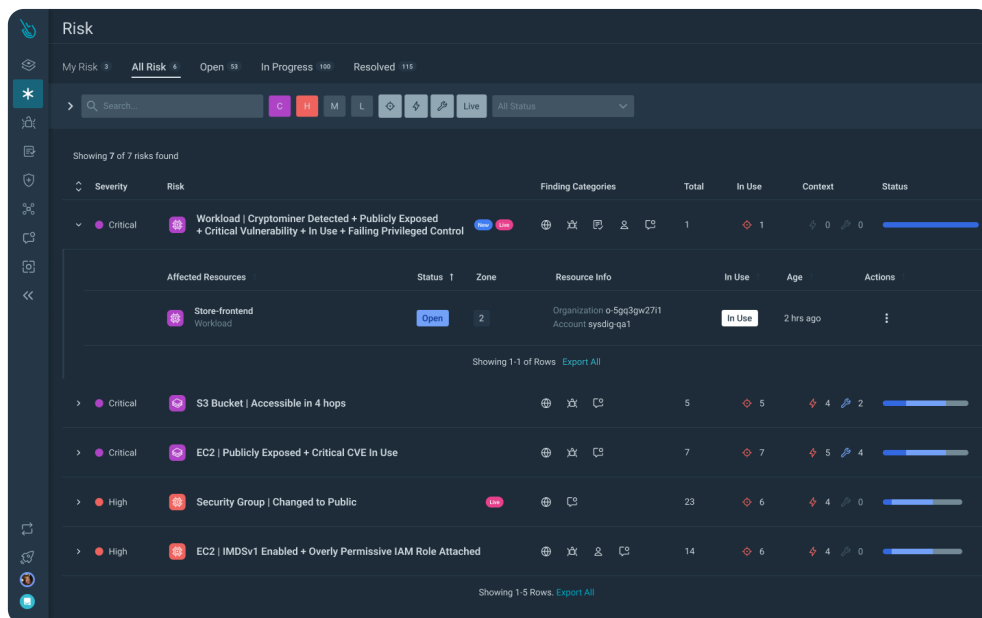 Risk
My Risk 3 All Risk 6 Open 53 In Progress 100 Resolved 115
Search... C H M L Live All Status
Showing 7 of 7 risks found
Severity Risk Finding Categories Total In Use Context Status
Critical Workload | Cryptominer Detected + Publicly Exposed
+ Critical Vulnerability + In Use + Failing Privileged Control New Live 1 1 0 0
Affected Resources Status Zone Resource Info In Use Age Actions
Store-frontend
Workload Open 2 Organization o-5gq3gw27i1
Account sysdig-qa1 In Use 2 hrs ago
Showing 1-1 of Rows Export All
Critical S3 Bucket | Accessible in 4 hops 5 5 4 2
Critical EC2 | Publicly Exposed + Critical CVE In Use 7 7 5 4
High Security Group | Changed to Public Live 23 6 4 0
High EC2 | IMDSv1 Enabled + Overly Permissive IAM Role Attached 14 6 4 0
Showing 1-5 Rows. Export All